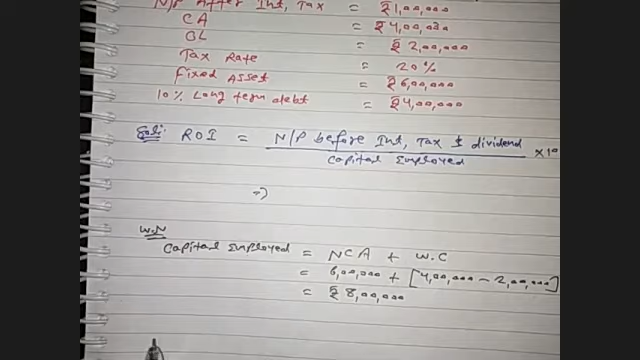 N/P After Int, Tax = ₹1,00,000
CA = ₹4,00,000
CL = ₹2,00,000
Tax Rate = 20%
Fixed Asset = ₹6,00,000
10% Long term debt = ₹4,00,000
Sol: ROI = N/P before Int, Tax & dividend
Capital Employed ×10
⇒
W.N
Capital Employed = NCA + W.C
= 6,00,000 + [4,00,000 - 2,00,000]
= ₹8,00,000